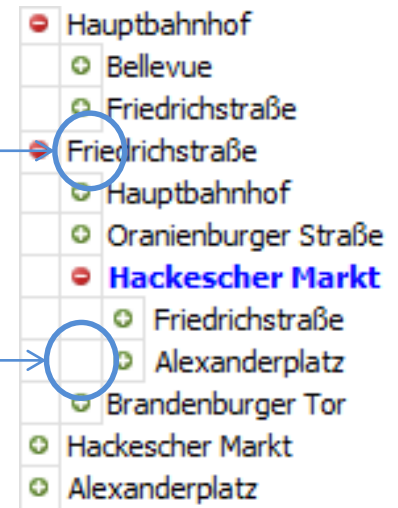 Hauptbahnhof
Bellevue
Friedrichstraße
Friedrichstraße
Hauptbahnhof
Oranienburger Straße
Hackescher Markt
Friedrichstraße
Alexanderplatz
Brandenburger Tor
Hackescher Markt
Alexanderplatz